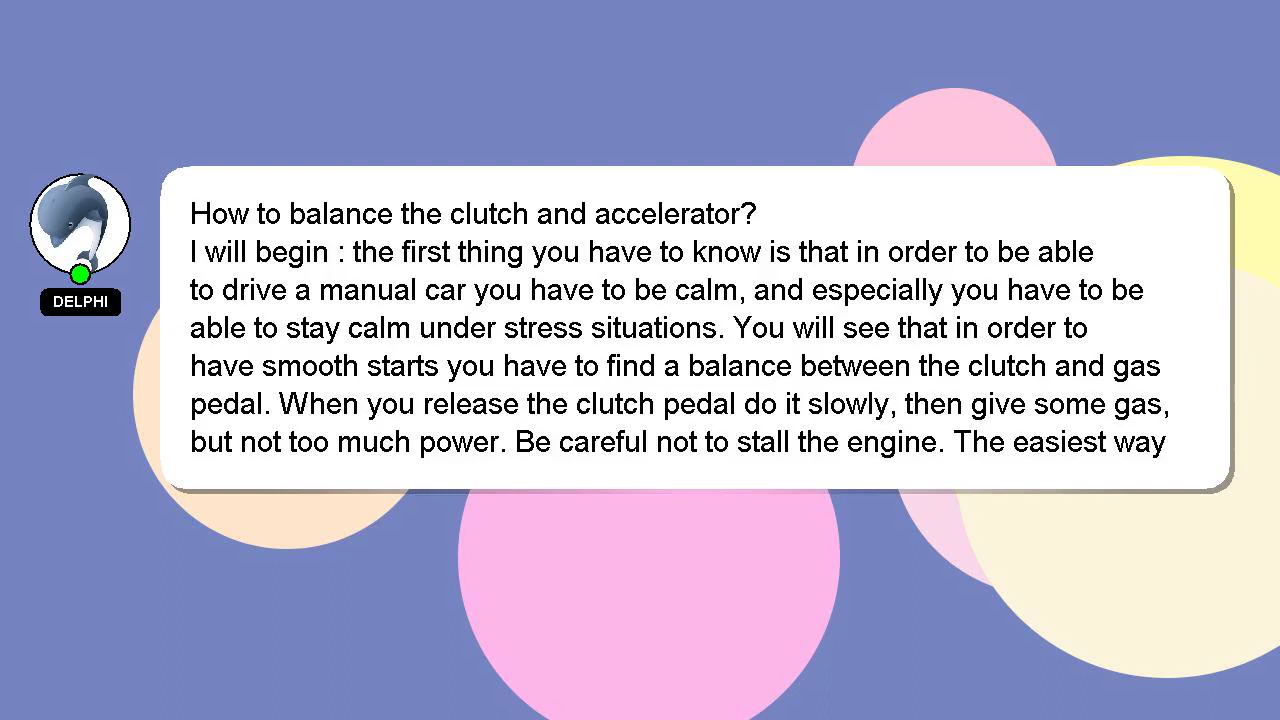 DELPHI
How to balance the clutch and accelerator?
I will begin : the first thing you have to know is that in order to be able
to drive a manual car you have to be calm, and especially you have to be
able to stay calm under stress situations. You will see that in order to
have smooth starts you have to find a balance between the clutch and gas
pedal. When you release the clutch pedal do it slowly, then give some gas,
but not too much power. Be careful not to stall the engine. The easiest way